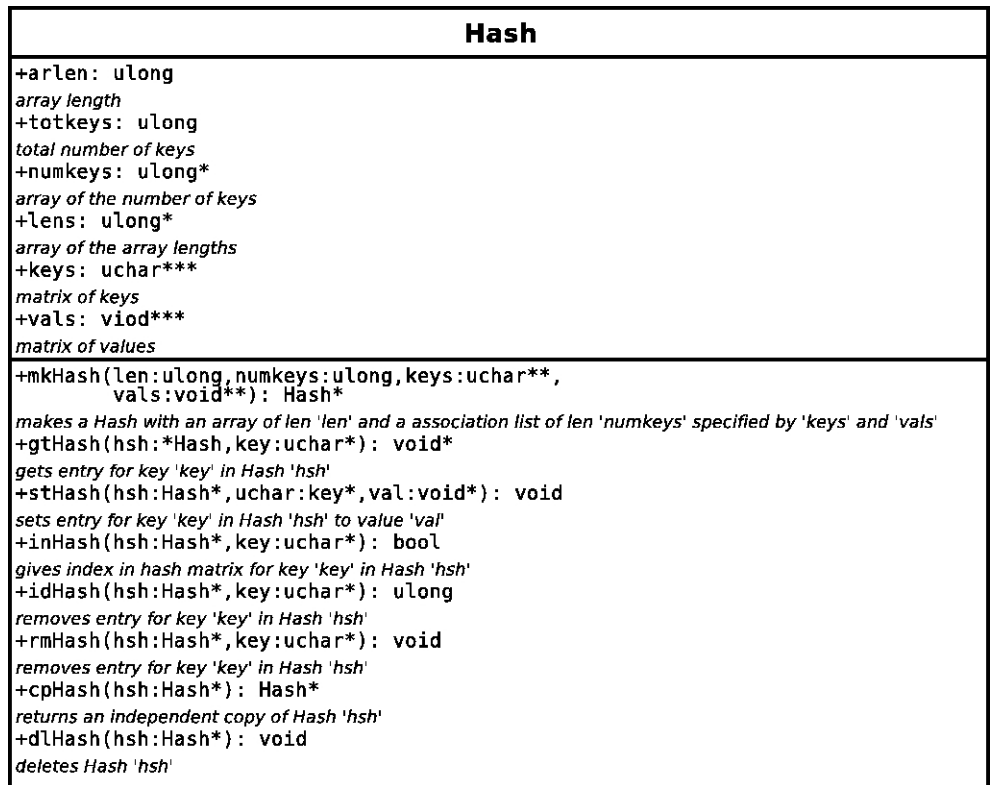 Hash
+arlen: ulong
array length
+totkeys: ulong
total number of keys
+numkeys: ulong*
array of the number of keys
+lens: ulong*
array of the array lengths
+keys: uchar***
matrix of keys
+vals: viod***
matrix of values
+mkHash(len:ulong,numkeys:ulong,keys:uchar**,
vals:void**): Hash*
makes a Hash with an array of len 'len' and a association list of len 'numkeys' specified by 'keys' and 'vals'
+gtHash(hsh:*Hash,key:uchar*): void*
gets entry for key 'key' in Hash 'hsh'
+stHash(hsh:Hash*,uchar:key*,val:void*): void
sets entry for key 'key' in Hash 'hsh' to value 'val'
+inHash(hsh:Hash*,key:uchar*): bool
gives index in hash matrix for key 'key' in Hash 'hsh'
+idHash(hsh:Hash*,key:uchar*): ulong
removes entry for key 'key' in Hash 'hsh'
+rmHash(hsh:Hash*,key:uchar*): void
removes entry for key 'key' in Hash 'hsh'
+cpHash(hsh:Hash*): Hash*
returns an independent copy of Hash 'hsh'
+dlHash(hsh:Hash*): void
deletes Hash 'hsh'